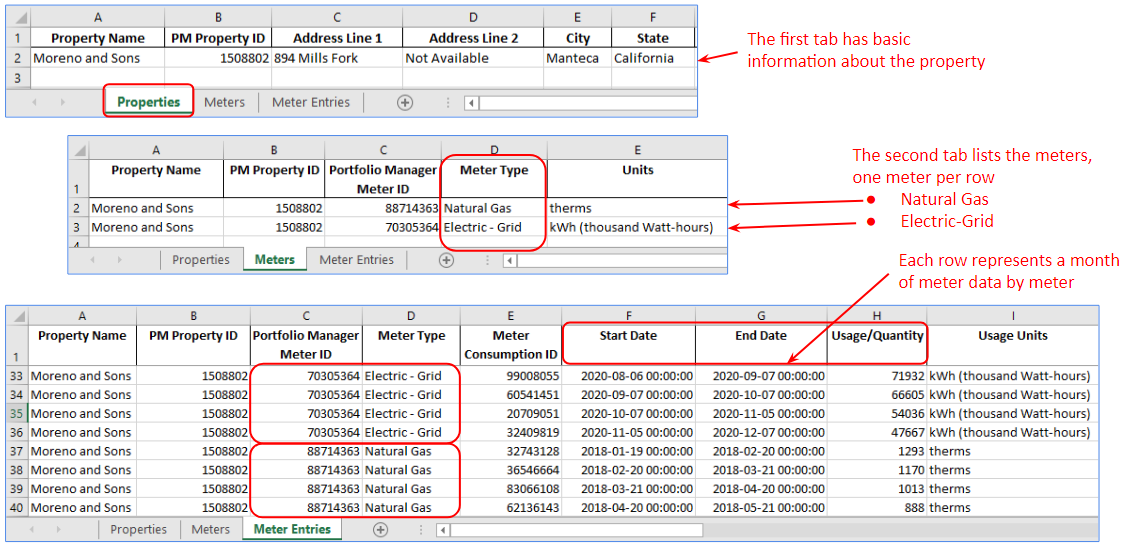 A B C D E F
1 Property Name PM Property ID Address Line 1 Address Line 2 City State
2 Moreno and Sons 1508802 894 Mills Fork Not Available Manteca California
3
Properties Meters Meter Entries
The first tab has basic
information about the property
A B C D E
Property Name PM Property ID Portfolio Manager Meter Type Units
1 Meter ID
2 Moreno and Sons 1508802 88714363 Natural Gas therms
3 Moreno and Sons 1508802 70305364 Electric - Grid kWh (thousand Watt-hours)
4
Properties Meters Meter Entries
The second tab lists the meters,
one meter per row
• Natural Gas
• Electric-Grid
Each row represents a month
of meter data by meter
A B C D E F G H I
Property Name PM Property ID Portfolio Manager Meter Type Meter Start Date End Date Usage/Quantity Usage Units
1 Meter ID Consumption ID
33 Moreno and Sons 1508802 70305364 Electric - Grid 99008055 2020-08-06 00:00:00 2020-09-07 00:00:00 71932 kWh (thousand Watt-hours)
34 Moreno and Sons 1508802 70305364 Electric - Grid 60541451 2020-09-07 00:00:00 2020-10-07 00:00:00 66605 kWh (thousand Watt-hours)
35 Moreno and Sons 1508802 70305364 Electric - Grid 20709051 2020-10-07 00:00:00 2020-11-05 00:00:00 54036 kWh (thousand Watt-hours)
36 Moreno and Sons 1508802 70305364 Electric - Grid 32409819 2020-11-05 00:00:00 2020-12-07 00:00:00 47667 kWh (thousand Watt-hours)
37 Moreno and Sons 1508802 88714363 Natural Gas 32743128 2018-01-19 00:00:00 2018-02-20 00:00:00 1293 therms
38 Moreno and Sons 1508802 88714363 Natural Gas 36546664 2018-02-20 00:00:00 2018-03-21 00:00:00 1170 therms
39 Moreno and Sons 1508802 88714363 Natural Gas 83066108 2018-03-21 00:00:00 2018-04-20 00:00:00 1013 therms
40 Moreno and Sons 1508802 88714363 Natural Gas 62136143 2018-04-20 00:00:00 2018-05-21 00:00:00 888 therms
Properties Meters Meter Entries